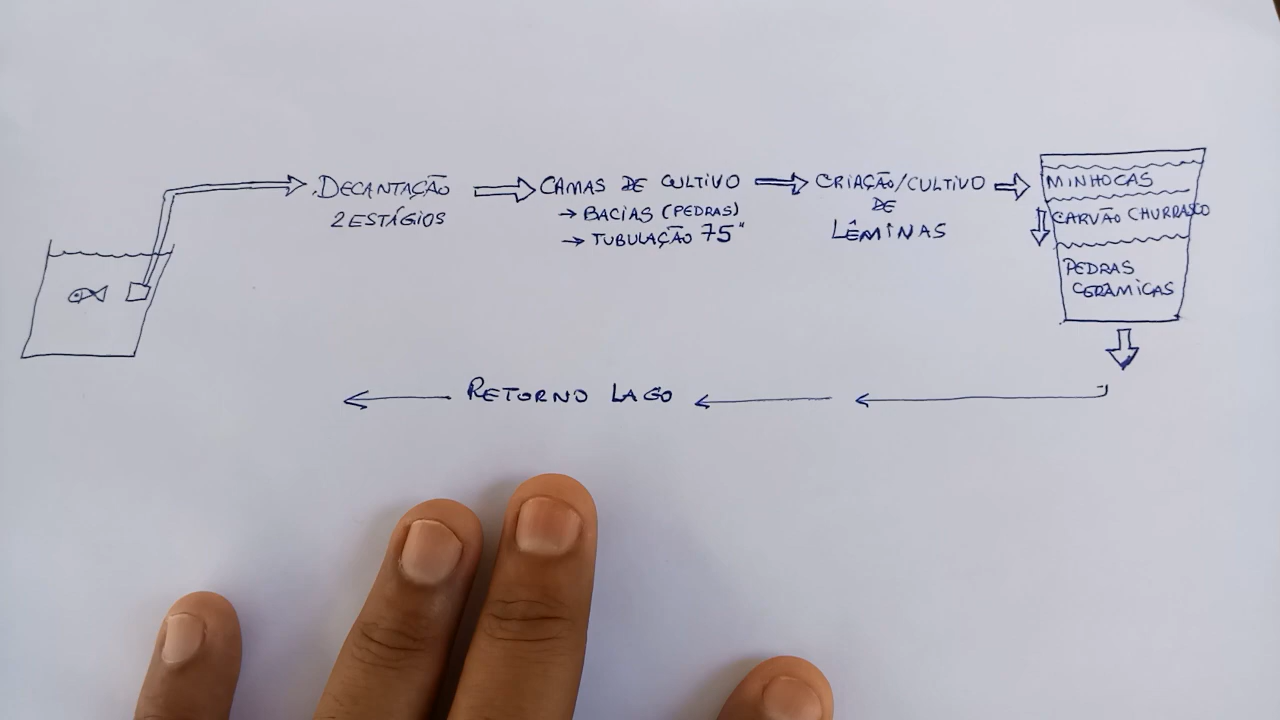 DECANTAÇÃO
2 ESTÁGIOS
CAMAS DE CULTIVO
→ BACIAS (PEDRAS)
→ TUBULAÇÃO 75"
CRIAÇÃO/CULTIVO
DE
LÊMINAS
MINHOCAS
CARVÃO CHURRASCO
PEDRAS
CERÂMICAS
RETORNO LAGO